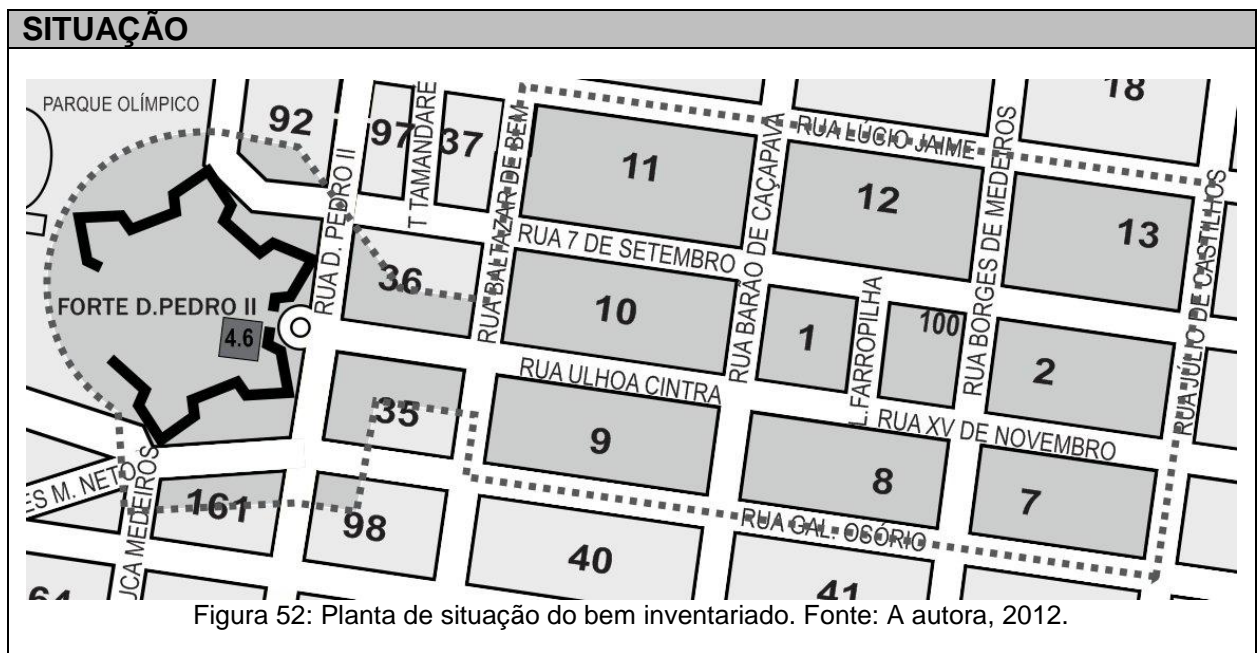 SITUAÇÃO
PARQUE OLÍMPICO
92
97
T TAMANDARE
37
RUA D. PEDRO II
RUA BALTAZAR DE BEM
11
RUA LÚCIO JAIME
18
12
13
RUA BARÃO DE CAÇAPAVA
RUA BORGES DE MEDEIROS
RUA JÚLIO DE CASTILHOS
RUA 7 DE SETEMBRO
36
FORTE D.PEDRO II
4.6
10
1
L.FARROPILHA
100
2
RUA ULHOA CINTRA
35
9
RUA XV DE NOVEMBRO
8
7
ES M. NETO
UCA MEDEIROS
161
98
RUA GAL. OSÓRIO
40
41
64
Figura 52: Planta de situação do bem inventariado. Fonte: A autora, 2012.